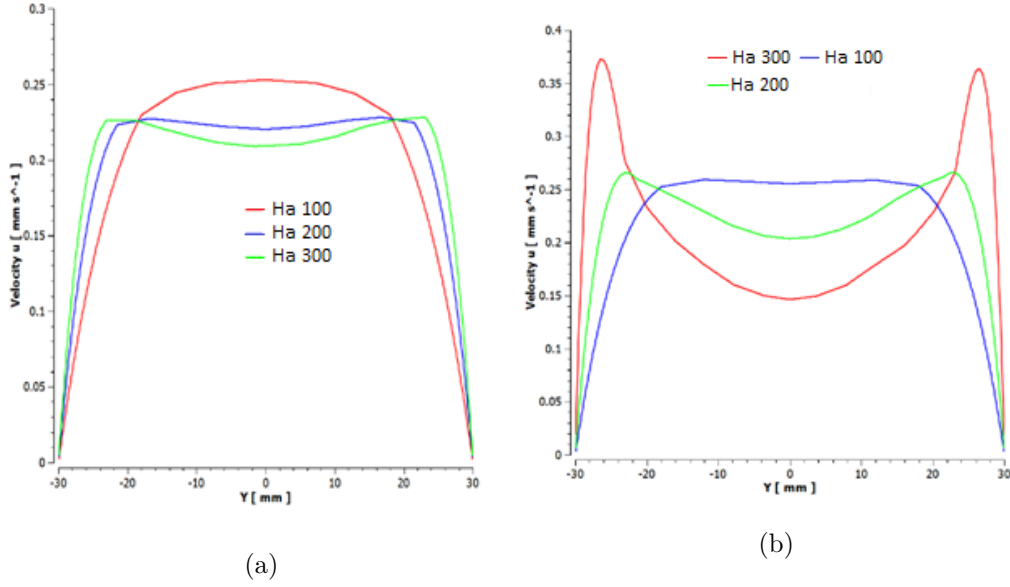 0.3
0.25
0.2
0.15
0.1
0.05
0
Velocity u [ mm s^-1 ]
Ha 100
Ha 200
Ha 300
-30 -20 -10 0 10 20 30
Y [ mm ]
(a)
0.4
0.35
0.3
0.25
0.2
0.15
0.1
0.05
0
Velocity u [ mm s^-1 ]
Ha 300 Ha 100
Ha 200
-30 -20 -10 0 10 20 30
Y [ mm ]
(b)